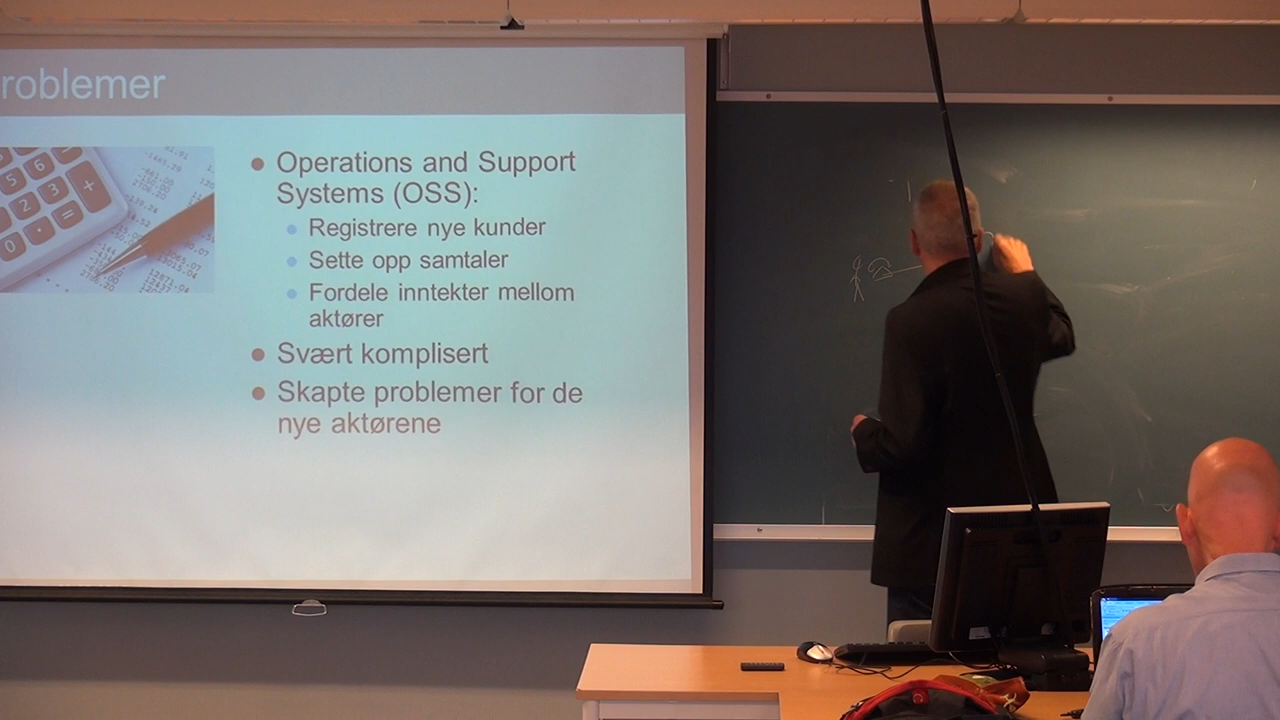 roblemer
Operations and Support
Systems (OSS):
Registrere nye kunder
Sette opp samtaler
Fordele inntekter mellom
aktører
Svært komplisert
Skapte problemer for de
nye aktørene